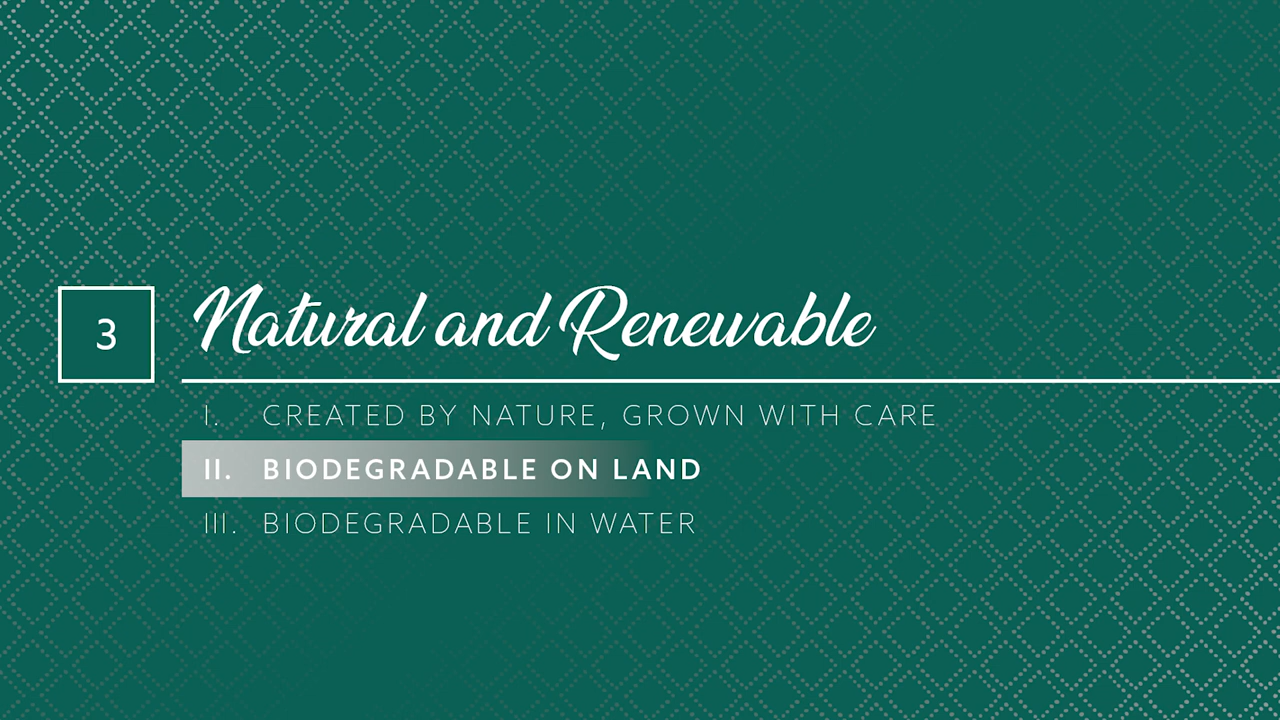 3
Natural and Renewable
I. CREATED BY NATURE, GROWN WITH CARE
II. BIODEGRADABLE ON LAND
III. BIODEGRADABLE IN WATER